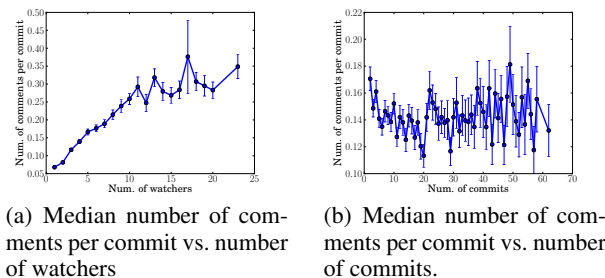 0.50
0.45
0.40
0.35
0.30
0.25
0.20
0.15
0.10
0.05
0 5 10 15 20 25
Num. of watchers
Num. of comments per commit
0.22
0.20
0.18
0.16
0.14
0.12
0.10
0 10 20 30 40 50 60 70
Num. of commits
Num. of comments per commit
(a) Median number of com-
ments per commit vs. number
of watchers
(b) Median number of com-
ments per commit vs. number
of commits.